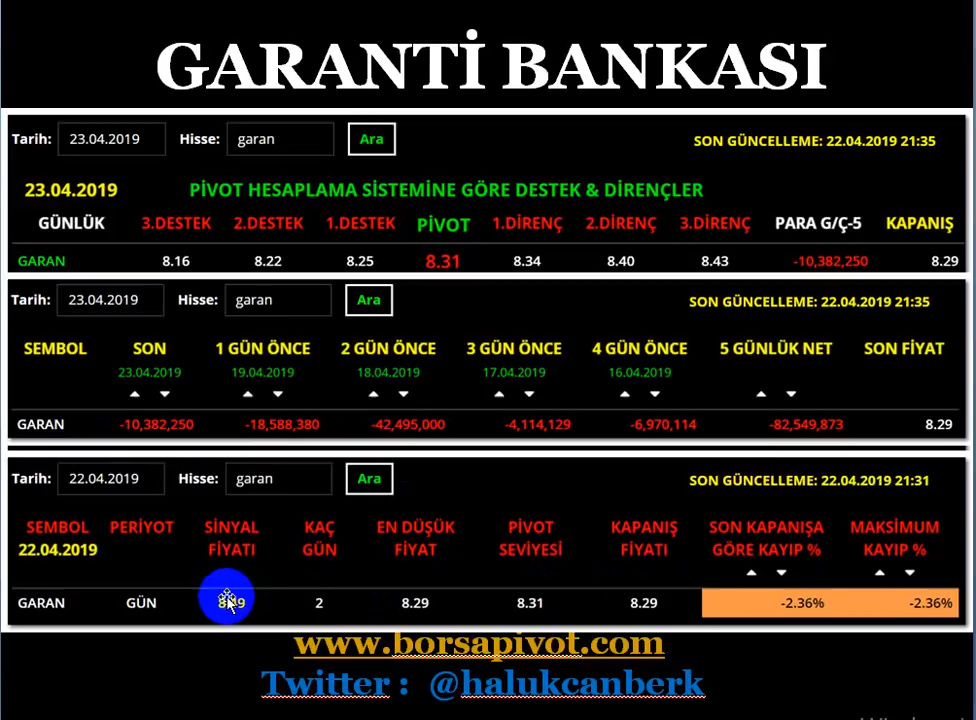 GARANTİ BANKASI
Tarih: 23.04.2019 Hisse: garan Ara SON GÜNCELLEME: 22.04.2019 21:35
23.04.2019 PİVOT HESAPLAMA SİSTEMİNE GÖRE DESTEK & DİRENÇLER
GÜNLÜK 3.DESTEK 2.DESTEK 1.DESTEK PİVOT 1.DİRENÇ 2.DİRENÇ 3.DİRENÇ PARA G/Ç-5 KAPANIŞ
GARAN 8.16 8.22 8.25 8.31 8.34 8.40 8.43 -10,382,250 8.29
Tarih: 23.04.2019 Hisse: garan Ara SON GÜNCELLEME: 22.04.2019 21:35
SEMBOL SON 1 GÜN ÖNCE 2 GÜN ÖNCE 3 GÜN ÖNCE 4 GÜN ÖNCE 5 GÜNLÜK NET SON FİYAT
23.04.2019 19.04.2019 18.04.2019 17.04.2019 16.04.2019
GARAN -10,382,250 -18,588,380 -42,495,000 -4,114,129 -6,970,114 -82,549,873 8.29
Tarih: 22.04.2019 Hisse: garan Ara SON GÜNCELLEME: 22.04.2019 21:31
SEMBOL PERİYOT SİNYAL KAÇ EN DÜŞÜK PİVOT KAPANIŞ SON KAPANIŞA MAKSİMUM
22.04.2019 FİYATI GÜN FİYAT SEVİYESİ FİYATI GÖRE KAYIP % KAYIP %
GARAN GÜN 2 8.29 8.31 8.29 -2.36% -2.36%
www.borsapivot.com
Twitter : @halukcanberk